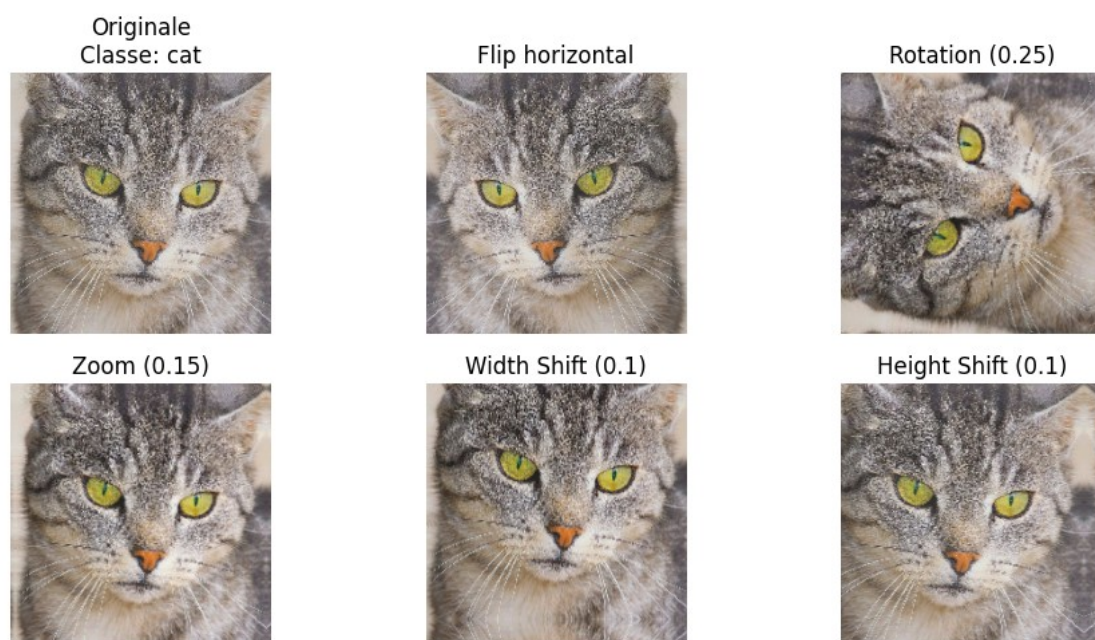 Originale
Classe: cat
Flip horizontal
Rotation (0.25)
Zoom (0.15)
Width Shift (0.1)
Height Shift (0.1)